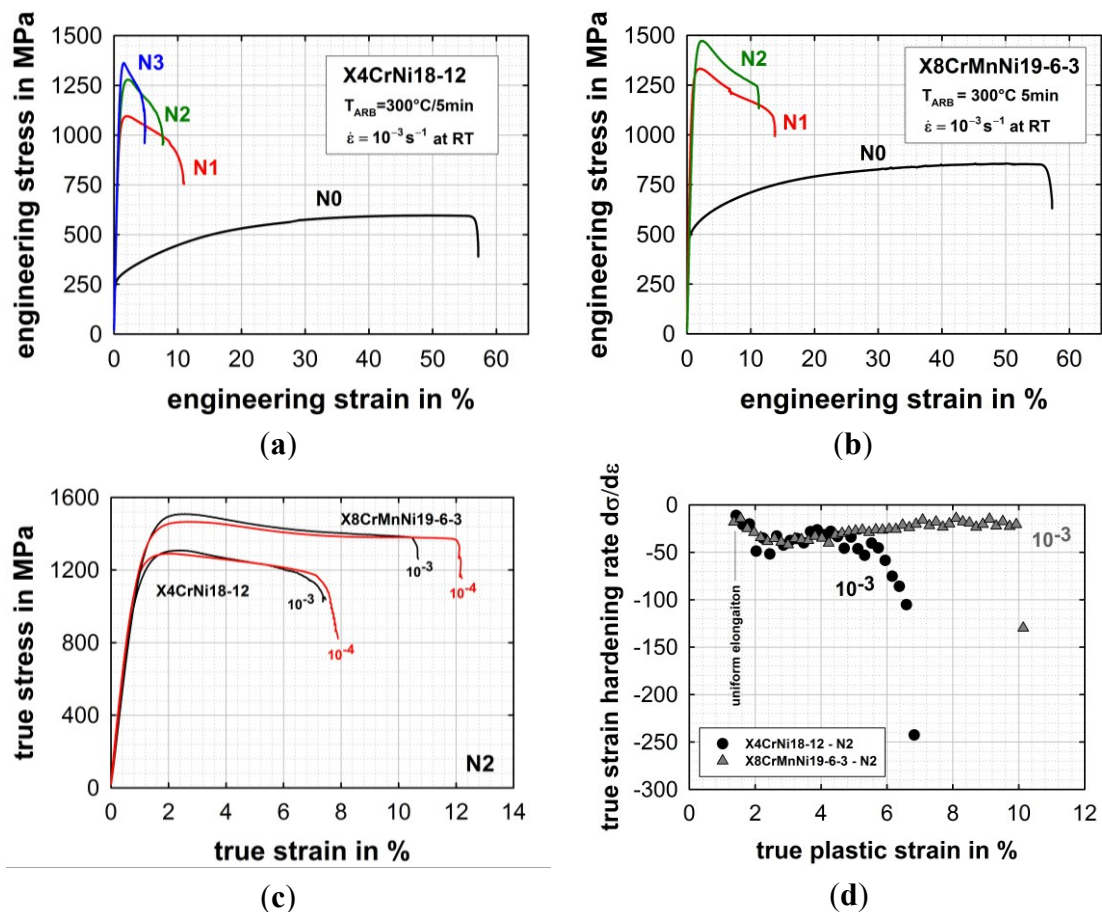 1500
1250
1000
750
500
250
0
engineering stress in MPa
N3
N2
N1
N0
X4CrNi18-12
T_ARB=300°C/5min
ε̇ = 10⁻³s⁻¹ at RT
0 10 20 30 40 50 60
engineering strain in %
(a)
1500
1250
1000
750
500
250
0
engineering stress in MPa
N2
N1
N0
X8CrMnNi19-6-3
T_ARB = 300°C 5min
ε̇ = 10⁻³s⁻¹ at RT
0 10 20 30 40 50 60
engineering strain in %
(b)
1600
1200
800
400
0
true stress in MPa
X8CrMnNi19-6-3
10⁻³
10⁻⁴
X4CrNi18-12
10⁻³
10⁻⁴
N2
0 2 4 6 8 10 12 14
true strain in %
(c)
0
-50
-100
-150
-200
-250
-300
true strain hardening rate dσ/dε
10⁻³
10⁻³
uniform elongaiton
X4CrNi18-12 - N2
X8CrMnNi19-6-3 - N2
0 2 4 6 8 10 12
true plastic strain in %
(d)